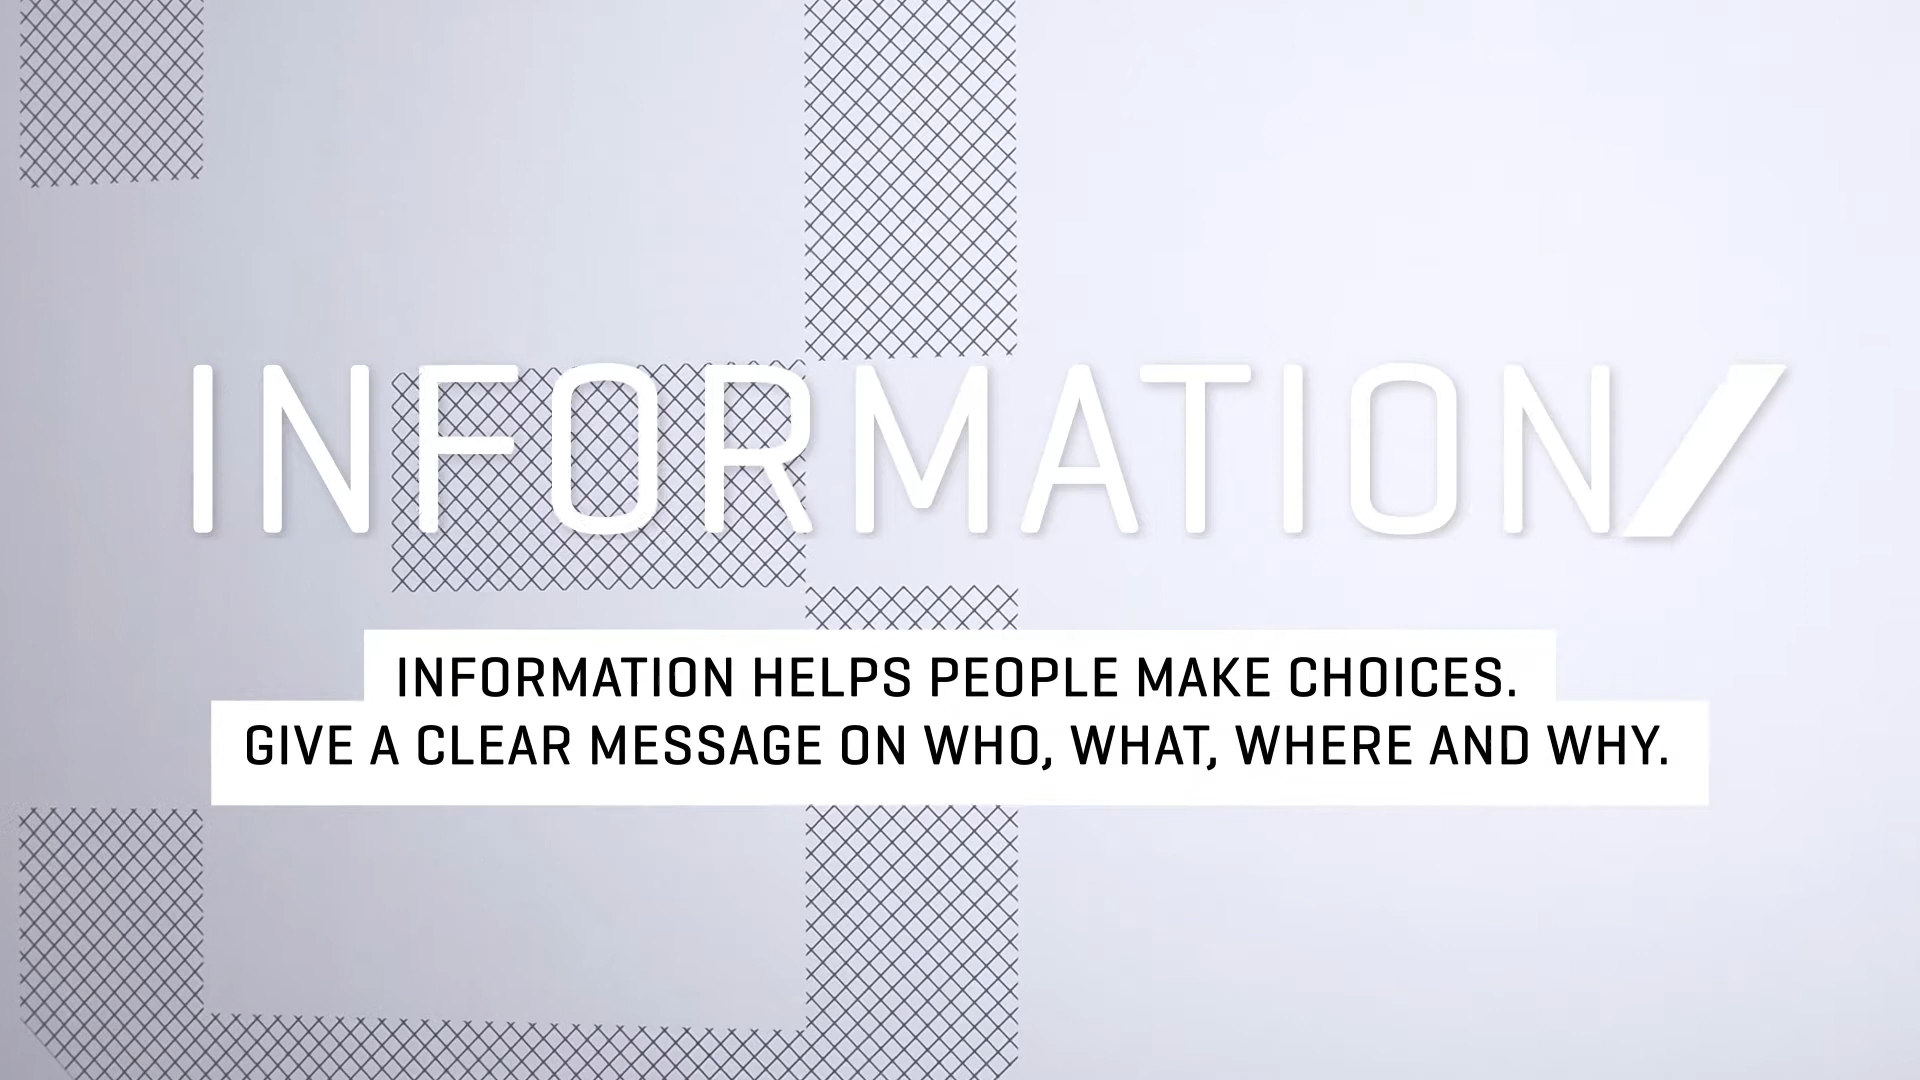 INFORMATION/
INFORMATION HELPS PEOPLE MAKE CHOICES.
GIVE A CLEAR MESSAGE ON WHO, WHAT, WHERE AND WHY.